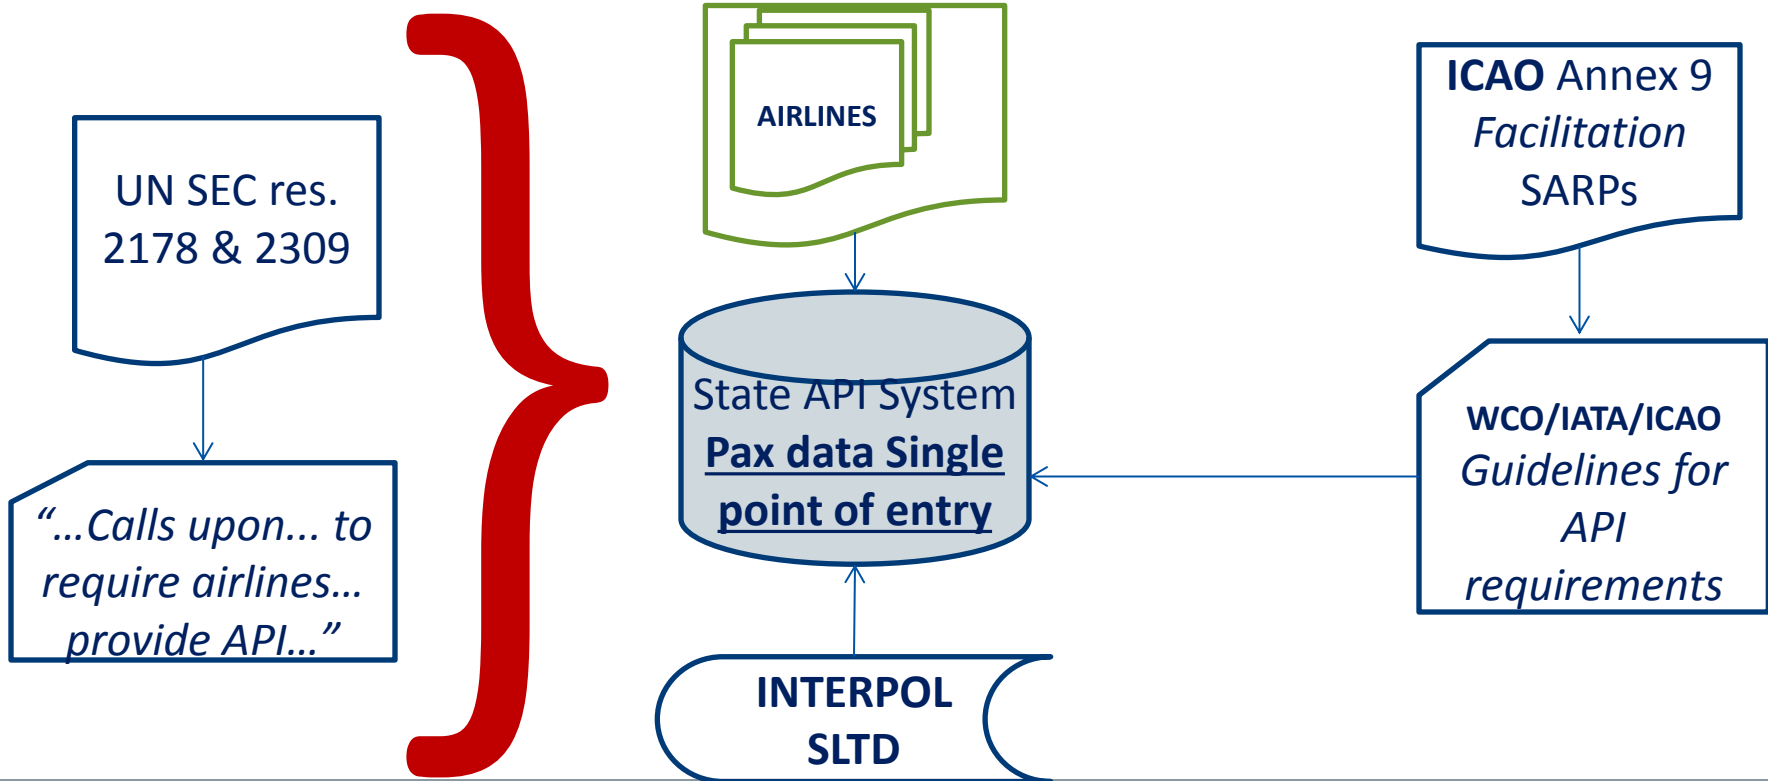 UN SEC res.
2178 & 2309
“…Calls upon... to
require airlines…
provide API…”
AIRLINES
State API System
Pax data Single
point of entry
INTERPOL
SLTD
ICAO Annex 9
Facilitation
SARPs
WCO/IATA/ICAO
Guidelines for
API
requirements